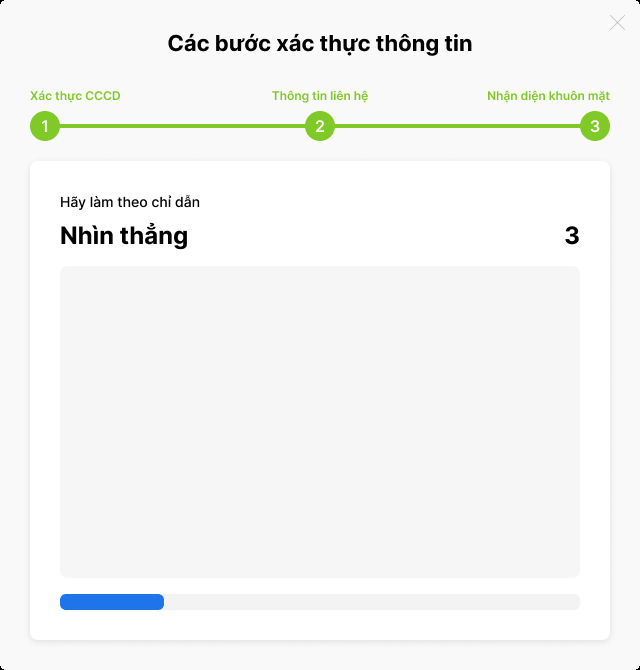 Các bước xác thực thông tin
Xác thực CCCD
Thông tin liên hệ
Nhận diện khuôn mặt
1
2
3
Hãy làm theo chỉ dẫn
Nhìn thẳng
3